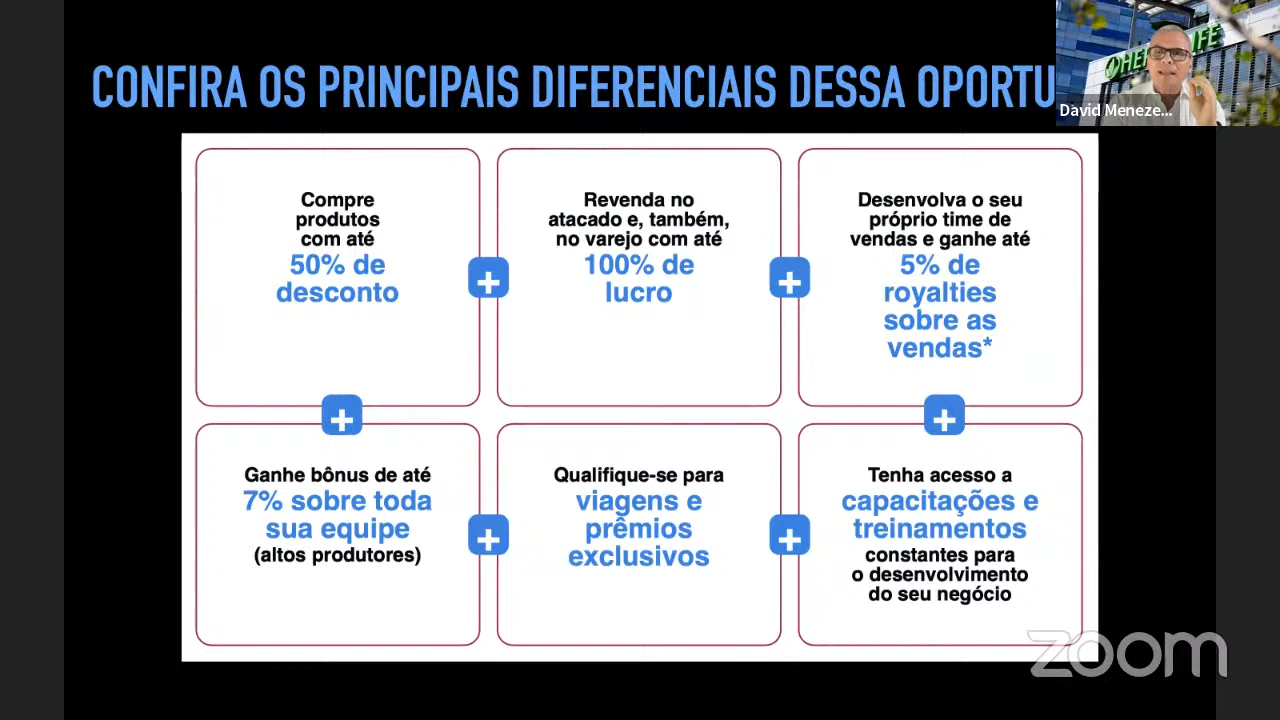 CONFIRA OS PRINCIPAIS DIFERENCIAIS DESSA
David Meneze...
Compre
produtos
com até
50% de
desconto
+
Revenda no
atacado e, também,
no varejo com até
100% de
lucro
+
Desenvolva o seu
próprio time de
vendas e ganhe até
5% de
royalties
sobre as
vendas*
+
+
Ganhe bônus de até
7% sobre toda
sua equipe
(altos produtores)
+
Qualifique-se para
viagens e
prêmios
exclusivos
+
Tenha acesso a
capacitações e
treinamentos
constantes para
o desenvolvimento
do seu negócio
zoom